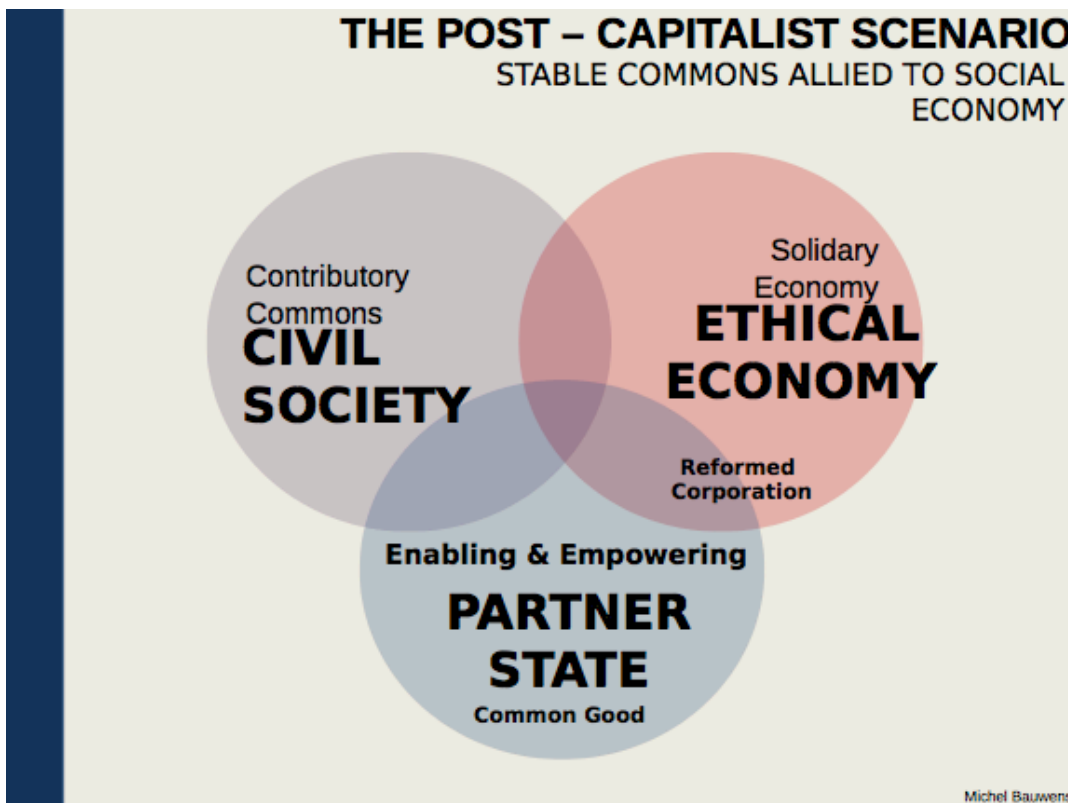 THE POST – CAPITALIST SCENARIO
STABLE COMMONS ALLIED TO SOCIAL
ECONOMY
Contributory
Commons
CIVIL
SOCIETY
Solidary
Economy
ETHICAL
ECONOMY
Reformed
Corporation
Enabling & Empowering
PARTNER
STATE
Common Good
Michel Bauwens